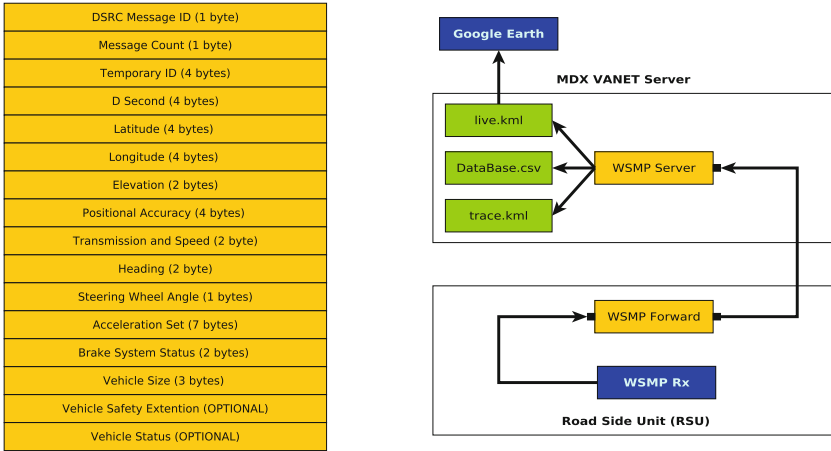 DSRC Message ID (1 byte)
Message Count (1 byte)
Temporary ID (4 bytes)
D Second (4 bytes)
Latitude (4 bytes)
Longitude (4 bytes)
Elevation (2 bytes)
Positional Accuracy (4 bytes)
Transmission and Speed (2 byte)
Heading (2 byte)
Steering Wheel Angle (1 bytes)
Acceleration Set (7 bytes)
Brake System Status (2 bytes)
Vehicle Size (3 bytes)
Vehicle Safety Extention (OPTIONAL)
Vehicle Status (OPTIONAL)
Google Earth
MDX VANET Server
live.kml
DataBase.csv
WSMP Server
trace.kml
WSMP Forward
WSMP Rx
Road Side Unit (RSU)